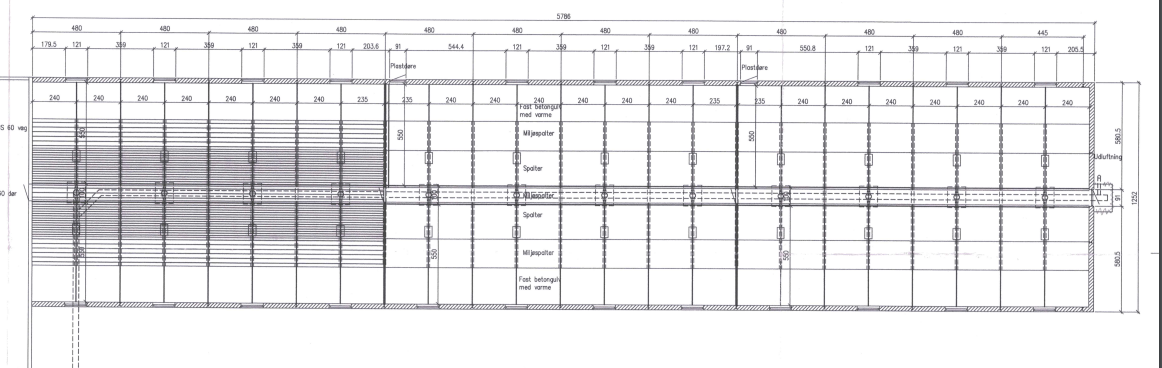 5786
480 480 480 480 480 480 480 480 480 480 480 445
179.5 121 359 121 359 121 359 121 203.6 91 544.4 121 359 121 359 121 197.2 91 550.8 121 359 121 359 121 205.5
Plastdøre
Plastdøre
240 240 240 240 240 240 240 235 235 240 240 240 240 240 240 235 235 240 240 240 240 240 240 240
Fast betongulv
med varme
S 60 væg
550
550
550
580.5
Miljøspalter
Udluftning
Spalter
A
60 dør
Miljøspalter
91
1252
Spalter
550
550
550
Miljøspalter
580.5
Fast betongulv
med varme